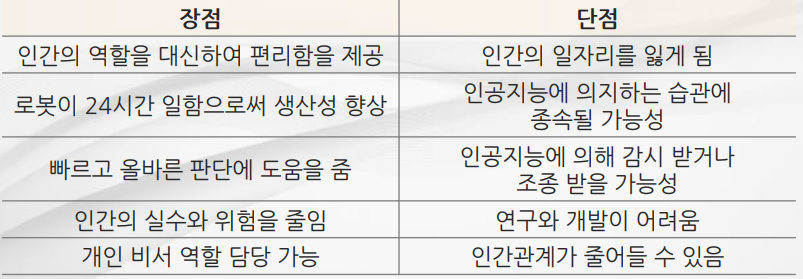 장점 단점
인간의 역할을 대신하여 편리함을 제공 인간의 일자리를 잃게 됨
로봇이 24시간 일함으로써 생산성 향상 인공지능에 의지하는 습관에
종속될 가능성
빠르고 올바른 판단에 도움을 줌 인공지능에 의해 감시 받거나
조종 받을 가능성
인간의 실수와 위험을 줄임 연구와 개발이 어려움
개인 비서 역할 담당 가능 인간관계가 줄어들 수 있음